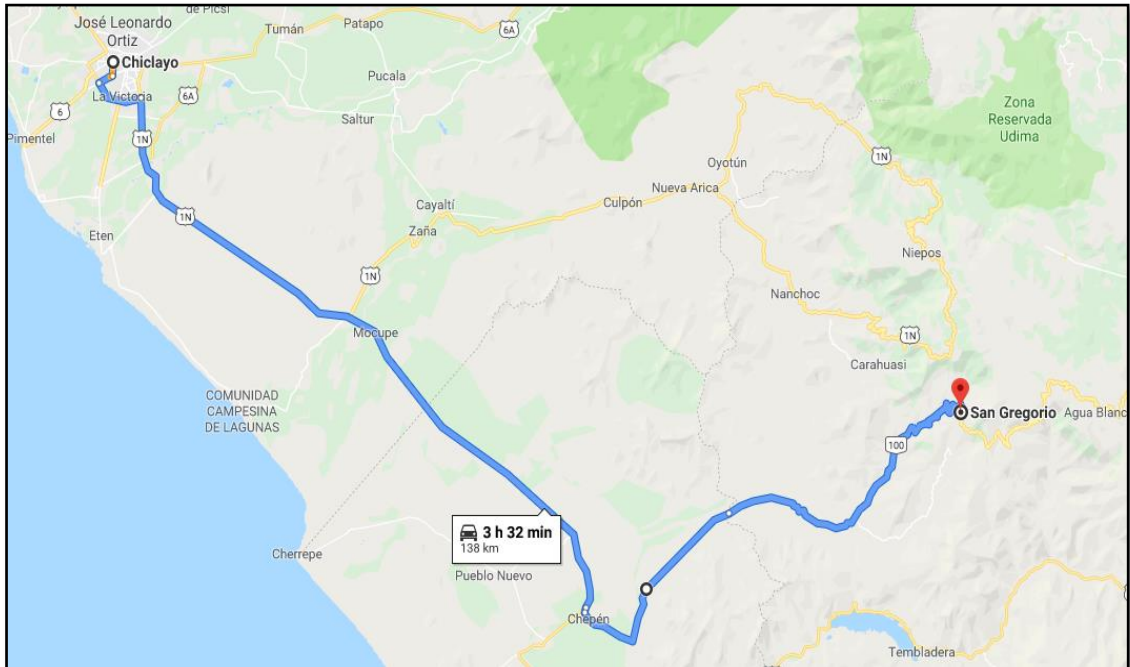 de Picsi
José Leonardo
Ortiz
Tumán
Patapo
6A
Chiclayo
Pucala
La Victoria
6A
6
Saltur
Pimentel
1N
Zona
Reservada
Udima
Oyotún
1N
Nueva Arica
Culpón
Cayaltí
Zaña
1N
Eten
1N
Niepos
Nanchoc
Mocupe
1N
Carahuasi
COMUNIDAD
CAMPESINA
DE LAGUNAS
San Gregorio
Agua Blanc
100
3 h 32 min
138 km
Cherrepe
Pueblo Nuevo
Chepén
Tembladera